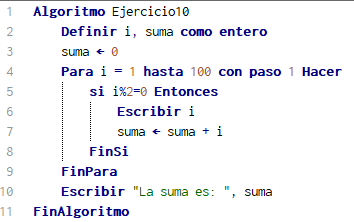 1 Algoritmo Ejercicio10
2 Definir i, suma como entero
3 suma ← 0
4 Para i = 1 hasta 100 con paso 1 Hacer
5 si i%2=0 Entonces
6 Escribir i
7 suma ← suma + i
8 FinSi
9 FinPara
10 Escribir "La suma es: ", suma
11 FinAlgoritmo